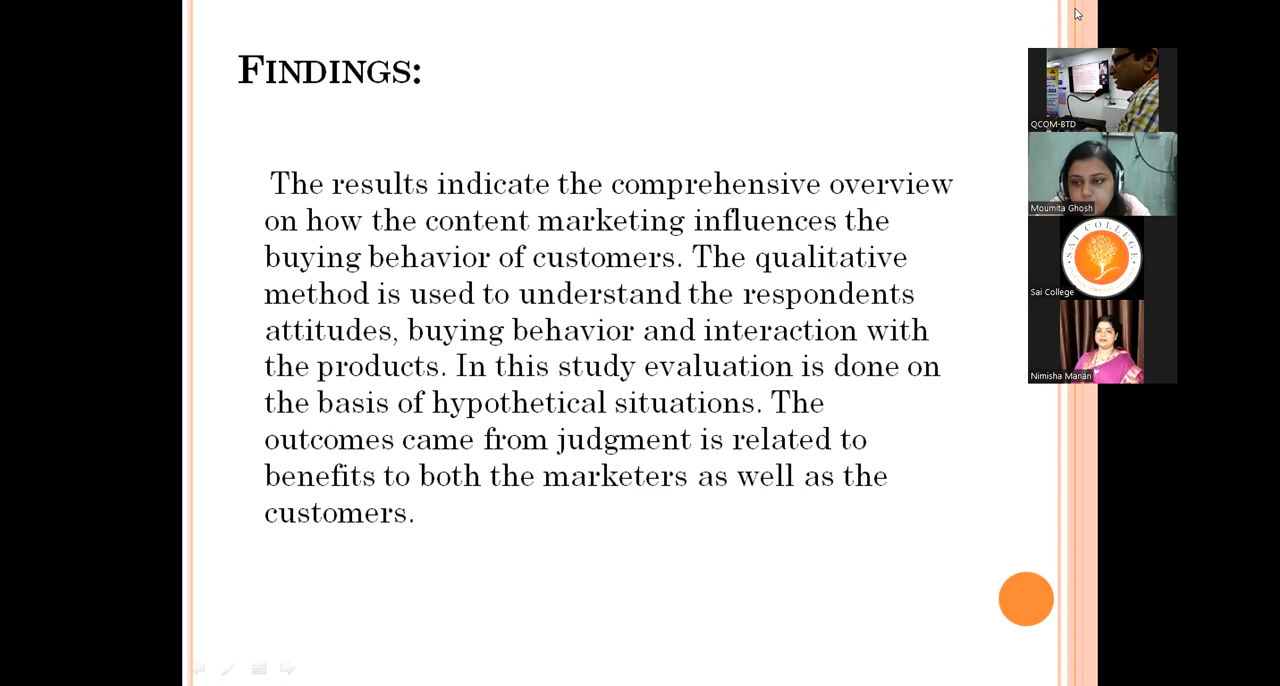 FINDINGS:
The results indicate the comprehensive overview
on how the content marketing influences the
buying behavior of customers. The qualitative
method is used to understand the respondents
attitudes, buying behavior and interaction with
the products. In this study evaluation is done on
the basis of hypothetical situations. The
outcomes came from judgment is related to
benefits to both the marketers as well as the
customers.
QCOM-BTD
Moumita Ghosh
SAI COLLEGE
Sai College
Nimisha Manan